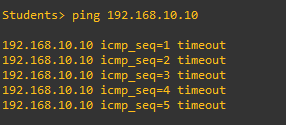 Students> ping 192.168.10.10
192.168.10.10 icmp_seq=1 timeout
192.168.10.10 icmp_seq=2 timeout
192.168.10.10 icmp_seq=3 timeout
192.168.10.10 icmp_seq=4 timeout
192.168.10.10 icmp_seq=5 timeout